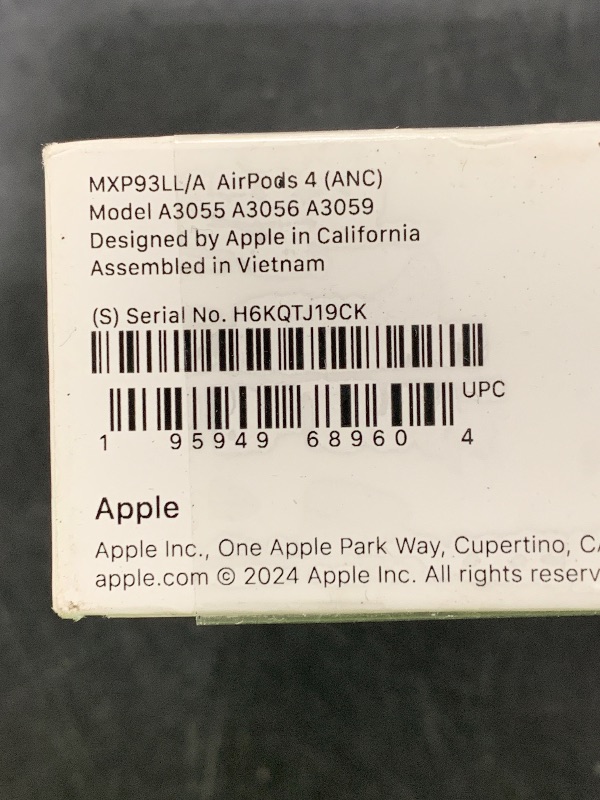 MXP93LL/A AirPods 4 (ANC)
Model A3055 A3056 A3059
Designed by Apple in California
Assembled in Vietnam
(S) Serial No. H6KQTJ19CK
UPC
1 95949 68960 4
Apple
Apple Inc., One Apple Park Way, Cupertino, CA
apple.com © 2024 Apple Inc. All rights reserv